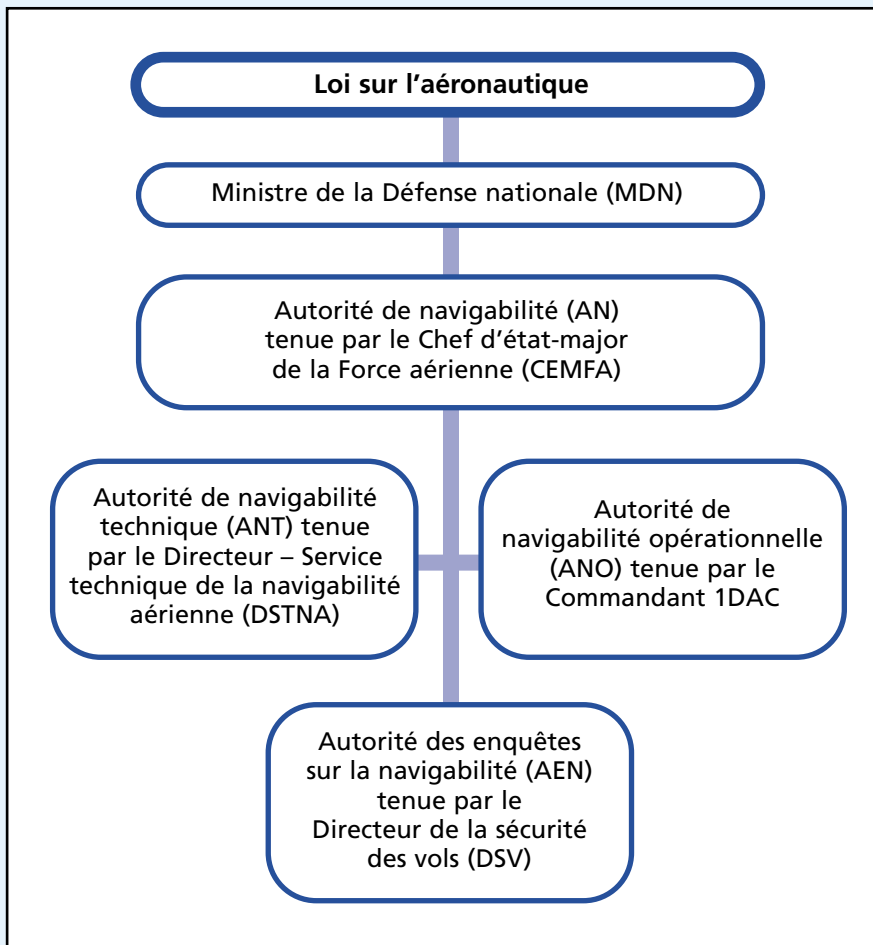 Loi sur l’aéronautique
Ministre de la Défense nationale (MDN)
Autorité de navigabilité (AN)
tenue par le Chef d’état-major
de la Force aérienne (CEMFA)
Autorité de navigabilité
technique (ANT) tenue
par le Directeur – Service
technique de la navigabilité
aérienne (DSTNA)
Autorité de
navigabilité opérationnelle
(ANO) tenue par le
Commandant 1DAC
Autorité des enquêtes
sur la navigabilité (AEN)
tenue par le
Directeur de la sécurité
des vols (DSV)